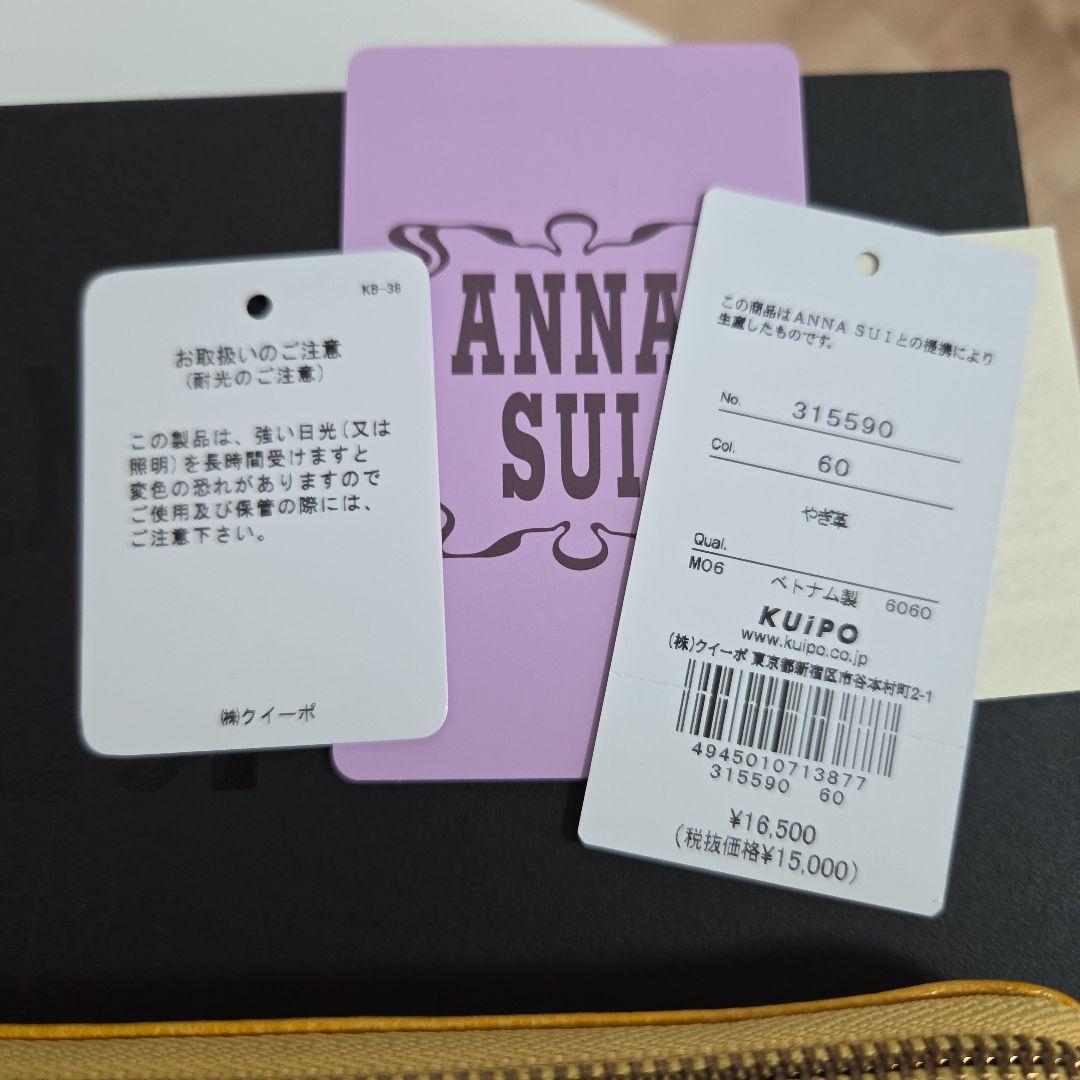 KB-38
お取扱いのご注意
(耐光のご注意)
この製品は、強い日光(又は
照明)を長時間受けますと
変色の恐れがありますので
ご使用及び保管の際には、
ご注意下さい。
㈱クイーポ
ANNA
SUI
この商品はANNA SUIとの提携により
生産したものです。
No. 315590
Col. 60
やぎ革
Qual.
M06 ベトナム製 6060
KUiPO
www.kuipo.co.jp
(株)クイーポ 東京都新宿区市谷本村町2-1
4945010713877
315590 60
¥16,500
(税抜価格¥15,000)